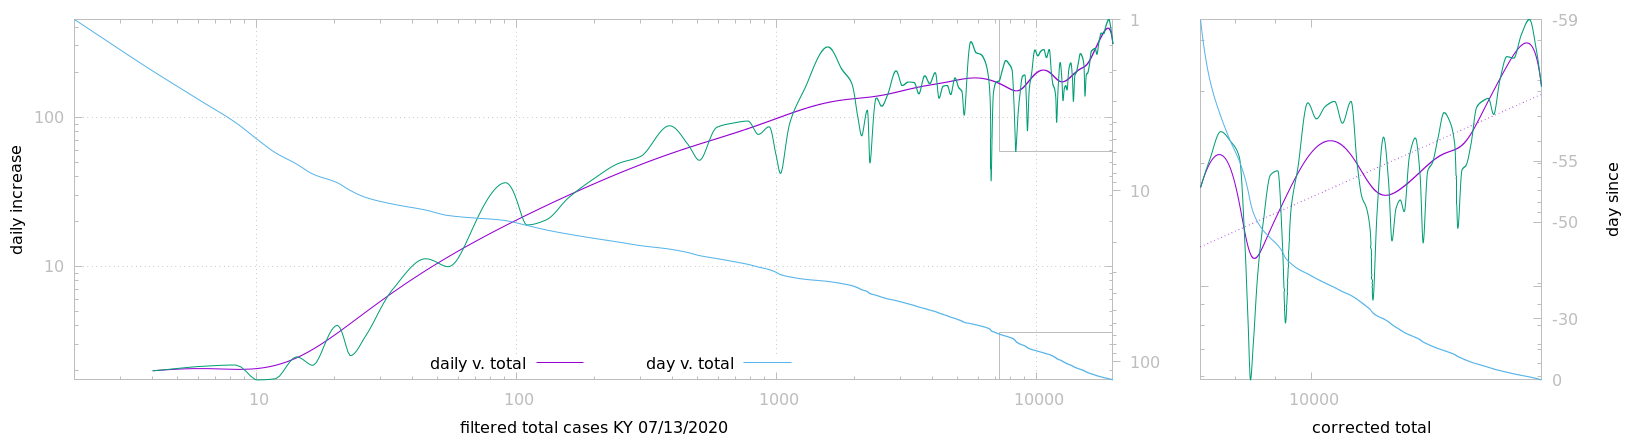 daily increase
100
10
daily v. total
day v. total
10
100
1000
10000
filtered total cases KY 07/13/2020
1
10
100
10000
corrected total
-59
-55
-50
-30
0
day since